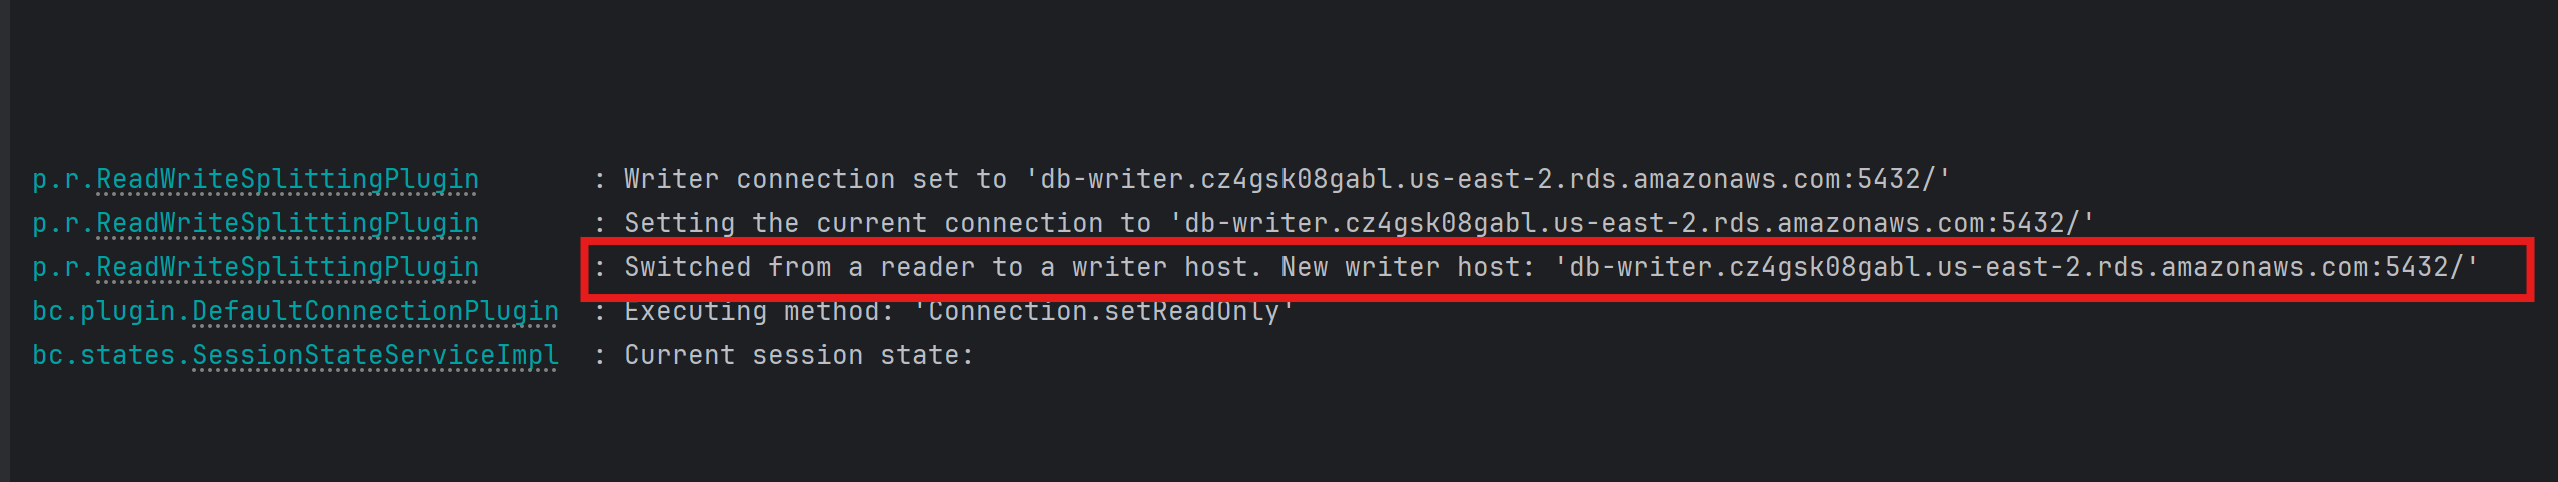 p.r.ReadWriteSplittingPlugin : Writer connection set to 'db-writer.cz4gsk08gabl.us-east-2.rds.amazonaws.com:5432/'
p.r.ReadWriteSplittingPlugin : Setting the current connection to 'db-writer.cz4gsk08gabl.us-east-2.rds.amazonaws.com:5432/'
p.r.ReadWriteSplittingPlugin : Switched from a reader to a writer host. New writer host: 'db-writer.cz4gsk08gabl.us-east-2.rds.amazonaws.com:5432/'
bc.plugin.DefaultConnectionPlugin : Executing method: 'Connection.setReadOnly'
bc.states.SessionStateServiceImpl : Current session state: